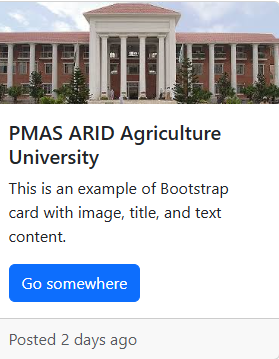 PMAS ARID Agriculture
University
This is an example of Bootstrap
card with image, title, and text
content.
Go somewhere
Posted 2 days ago